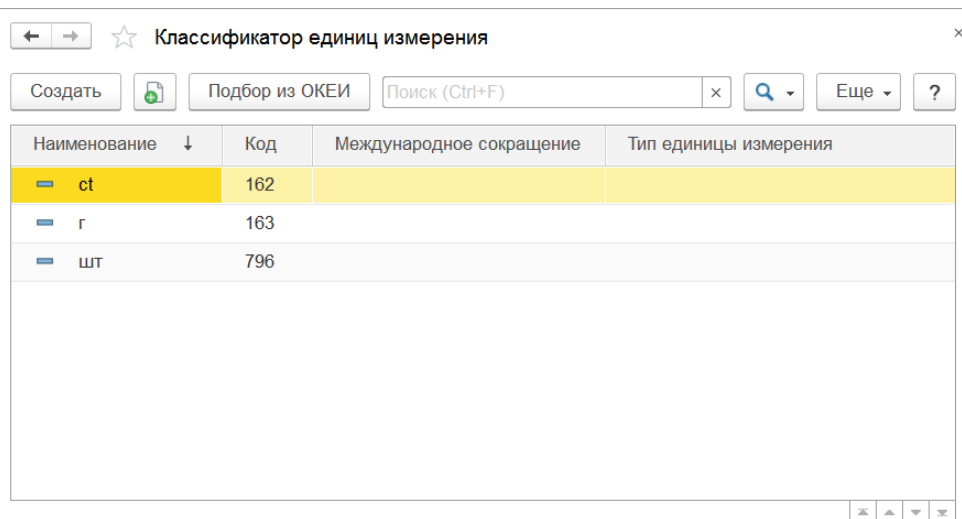 Классификатор единиц измерения
Создать Подбор из ОКЕИ Поиск (Ctrl+F) × Еще ?
Наименование ↓ Код Международное сокращение Тип единицы измерения
ct 162
г 163
шт 796